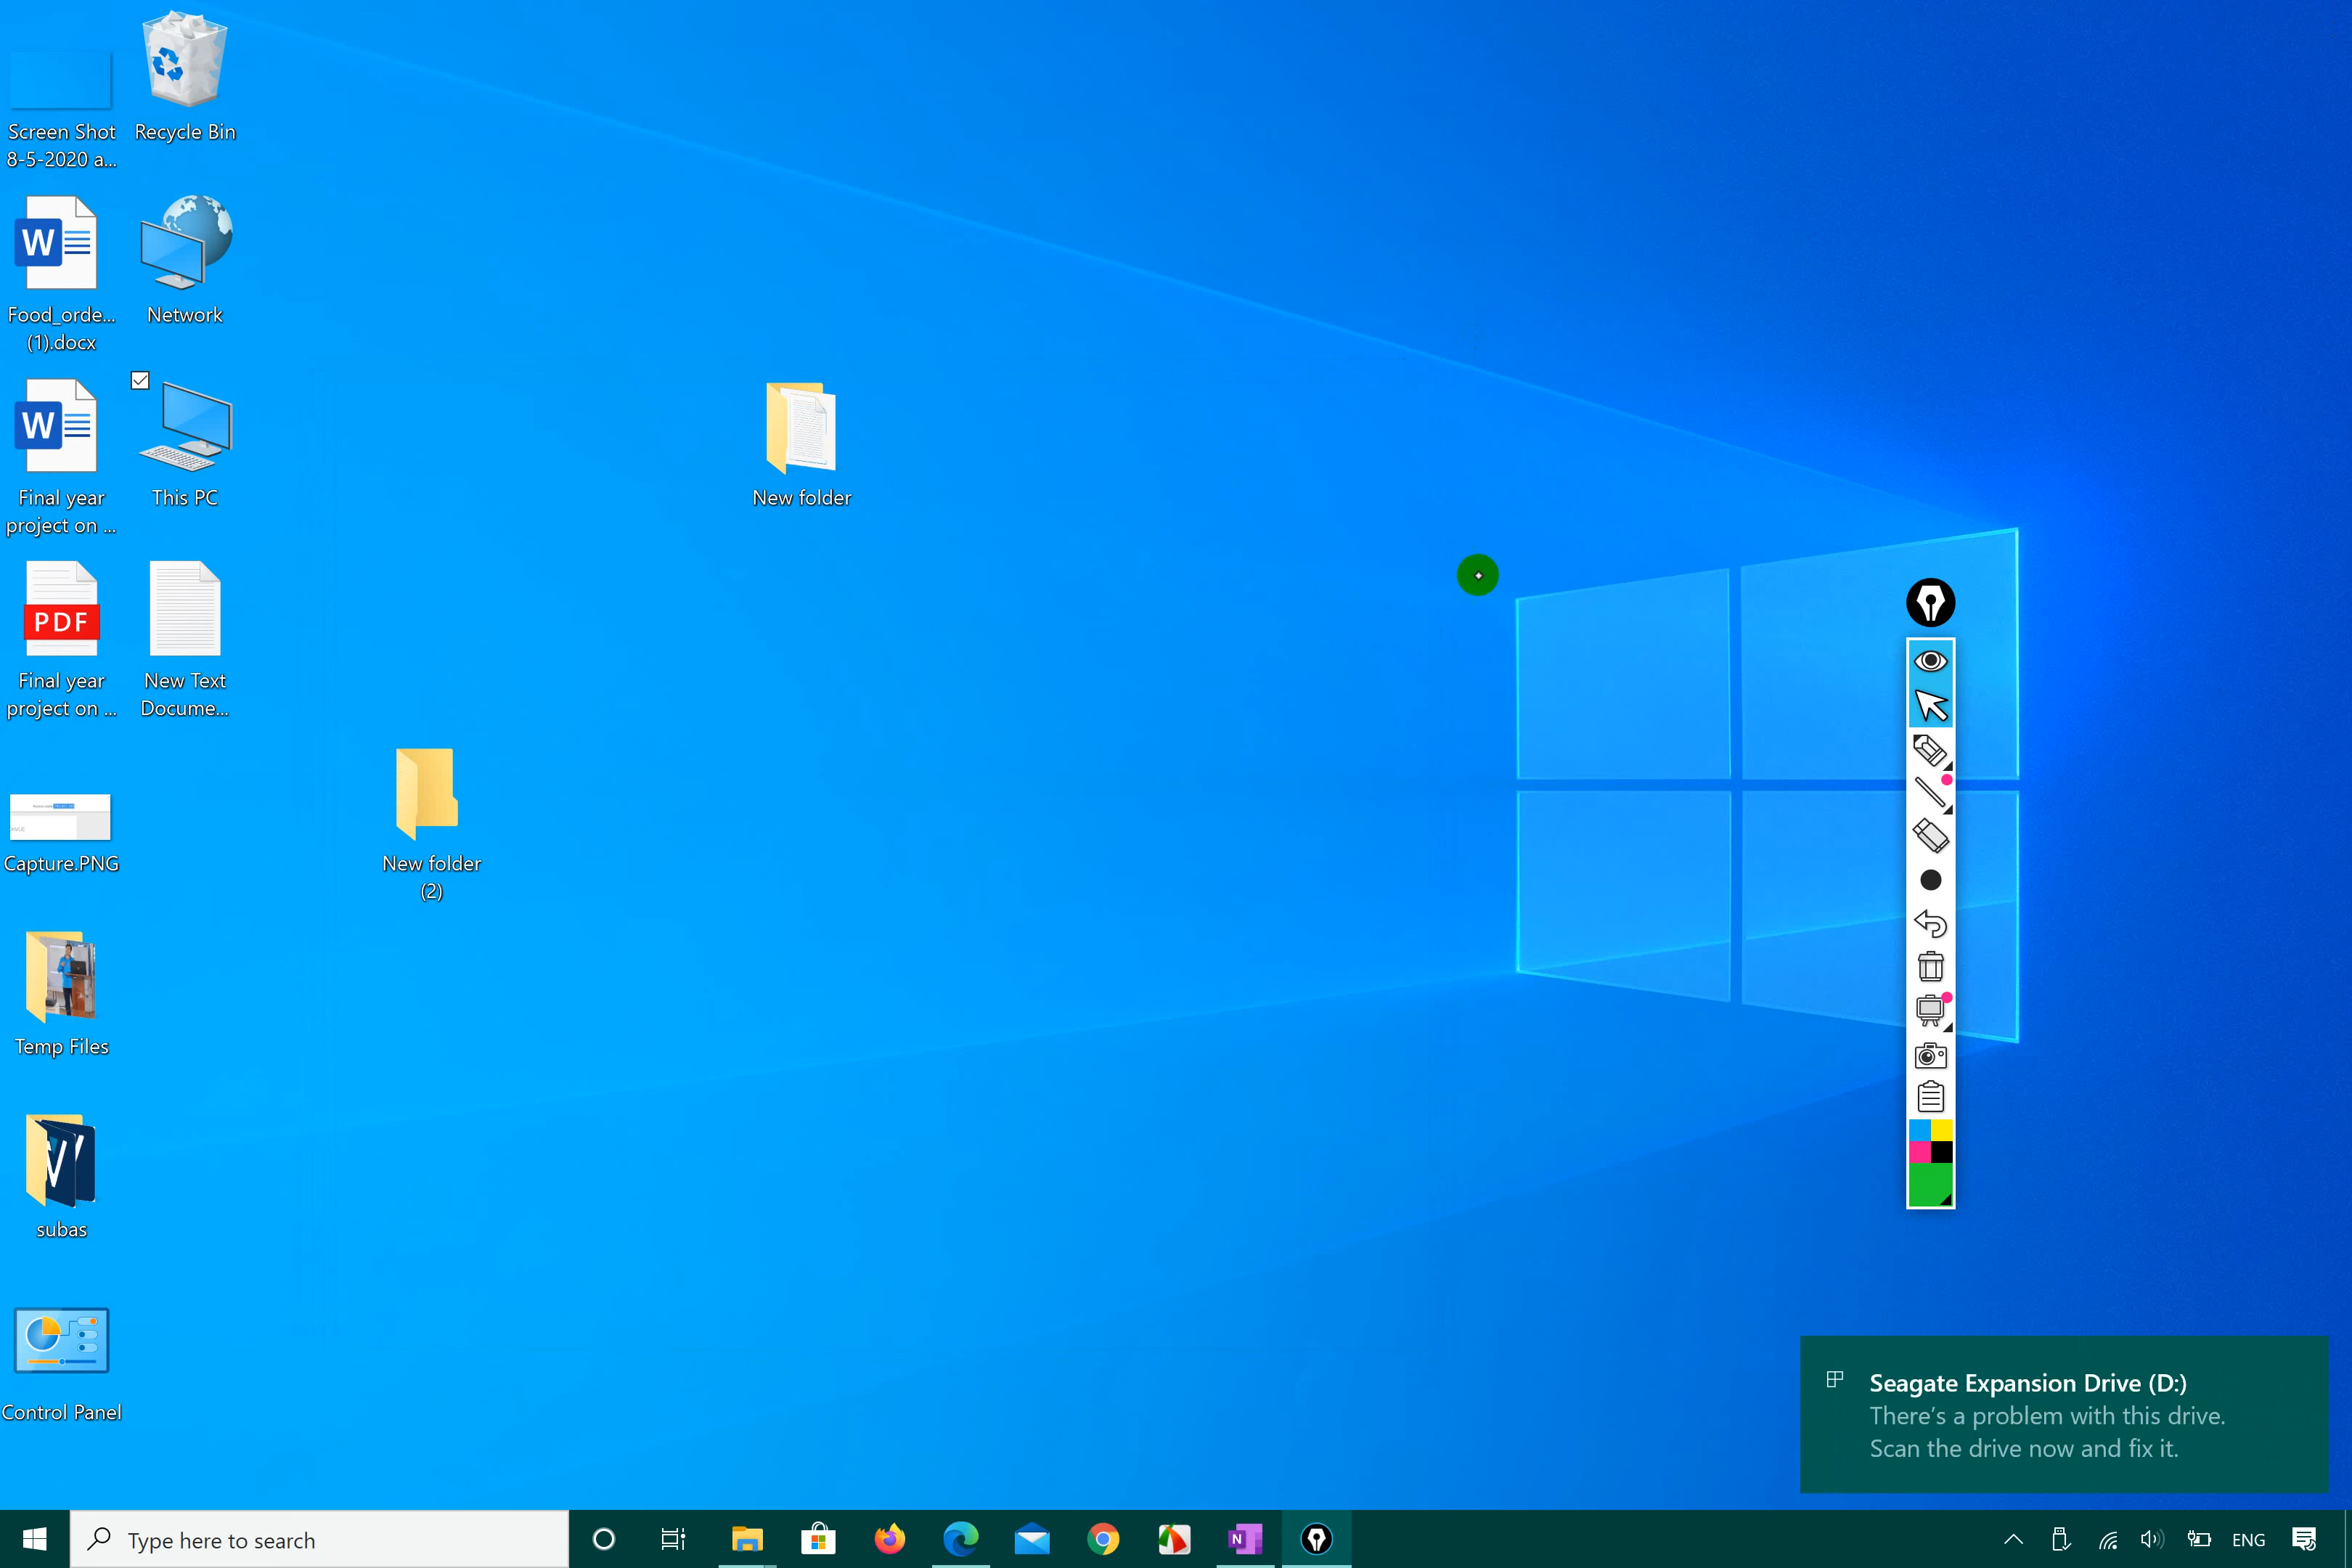 Screen Shot
8-5-2020 a...
Recycle Bin
Food_orde...
(1).docx
Network
Final year
project on ...
This PC
New folder
PDF
Final year
project on ...
New Text
Docume...
Capture.PNG
New folder
(2)
Temp Files
subas
Control Panel
Seagate Expansion Drive (D:)
There's a problem with this drive.
Scan the drive now and fix it.
Type here to search
ENG